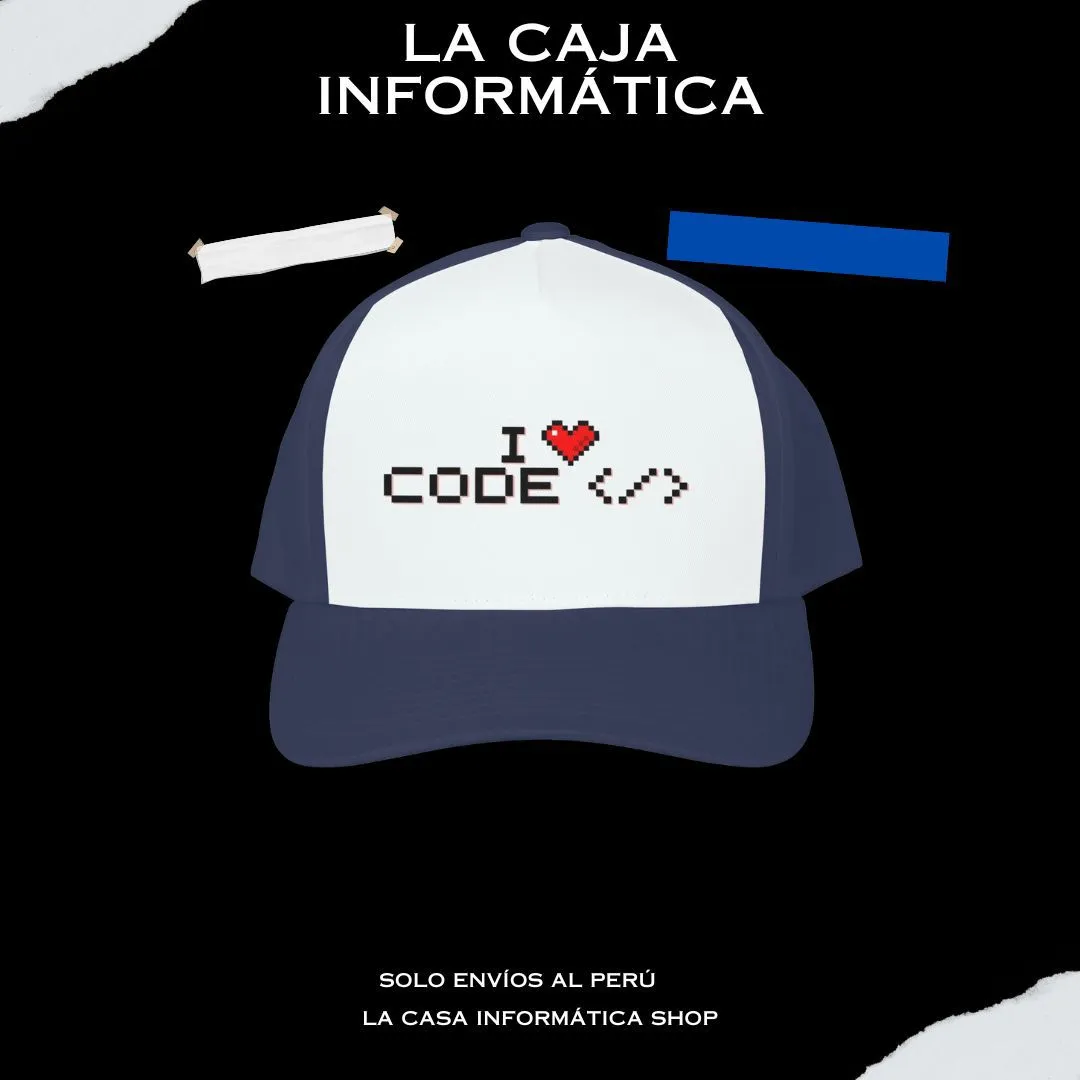 LA CAJA
INFORMÁTICA
I
CODE </>
SOLO ENVÍOS AL PERÚ
LA CASA INFORMÁTICA SHOP